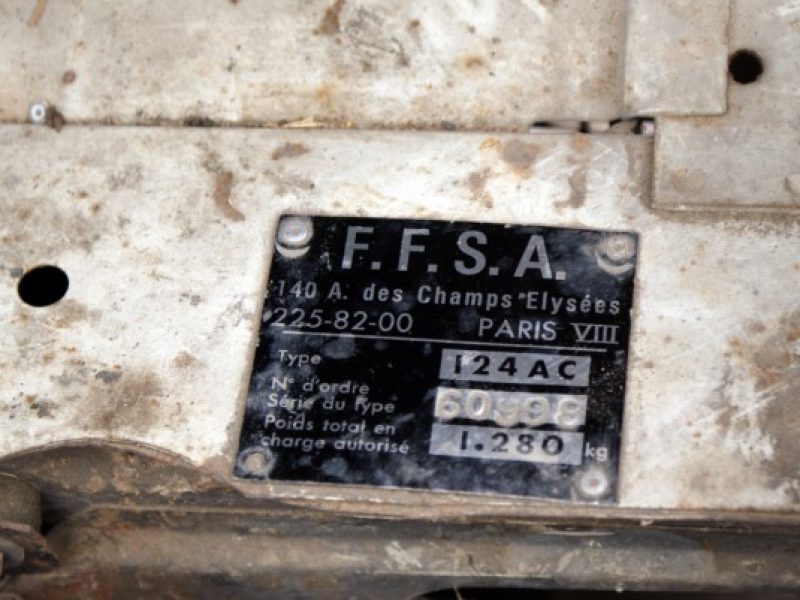 F. F. S. A.
140 A. des Champs Elysées
225-82-00 PARIS VIII
Type 124AC
N° d'ordre
Série du type 60998
Poids total en
charge autorisé 1.280 kg